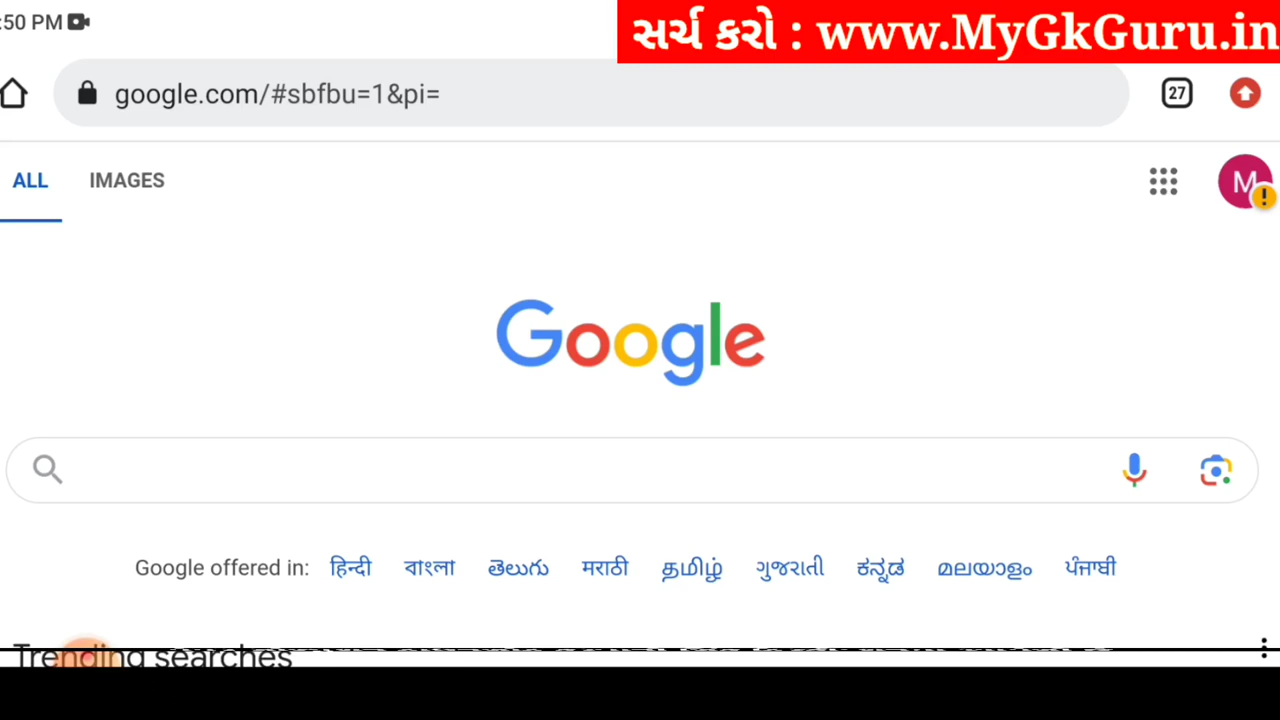 :50 PM
સર્ચ કરો : www.MyGkGuru.in
google.com/#sbfbu=1&pi=
27
ALL IMAGES
M
Google
Google offered in: हिन्दी বাংলা తెలుగు मराठी தமிழ் ગુજરાતી ಕನ್ನಡ മലയാളം ਪੰਜਾਬੀ
Trending searches